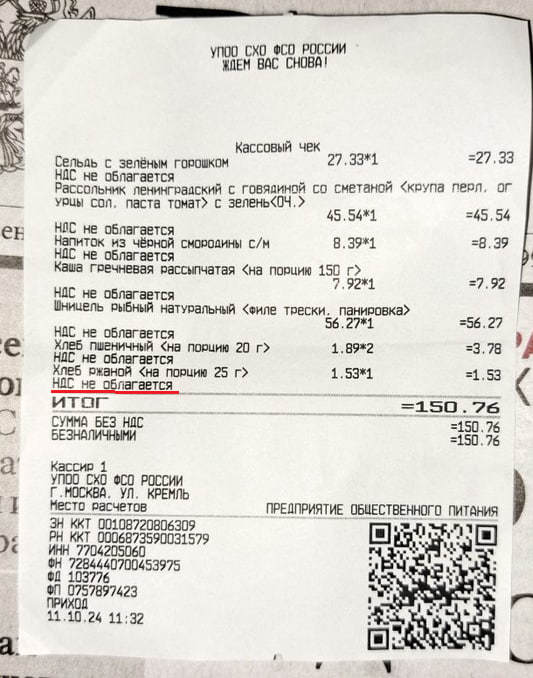 УПОО СХО ФСО РОССИИ
ЖДЕМ ВАС СНОВА!
Кассовый чек
Сельдь с зелёным горошком 27.33*1 =27.33
НДС не облагается
Рассольник ленинградский с говядиной со сметаной <крупа перл, ог
урцы сол, паста томат> с зелень<ОЧ.>
45.54*1 =45.54
НДС не облагается
Напиток из чёрной смородины с/м 8.39*1 =8.39
НДС не облагается
Каша гречневая рассыпчатая <на порцию 150 г>
7.92*1 =7.92
НДС не облагается
Шницель рыбный натуральный <филе трески, панировка>
56.27*1 =56.27
НДС не облагается
Хлеб пшеничный <на порцию 20 г> 1.89*2 =3.78
НДС не облагается
Хлеб ржаной <на порцию 25 г> 1.53*1 =1.53
НДС не облагается
ИТОГ =150.76
СУММА БЕЗ НДС =150.76
БЕЗНАЛИЧНЫМИ =150.76
Кассир 1
УПОО СХО ФСО РОССИИ
Г.МОСКВА. УЛ. КРЕМЛЬ
Место расчетов ПРЕДПРИЯТИЕ ОБЩЕСТВЕННОГО ПИТАНИЯ
ЗН ККТ 00108720806309
РН ККТ 0006873590031579
ИНН 7704205060
ФН 7284440700453975
ФД 103776
ФП 0757897423
ПРИХОД
11.10.24 11:32